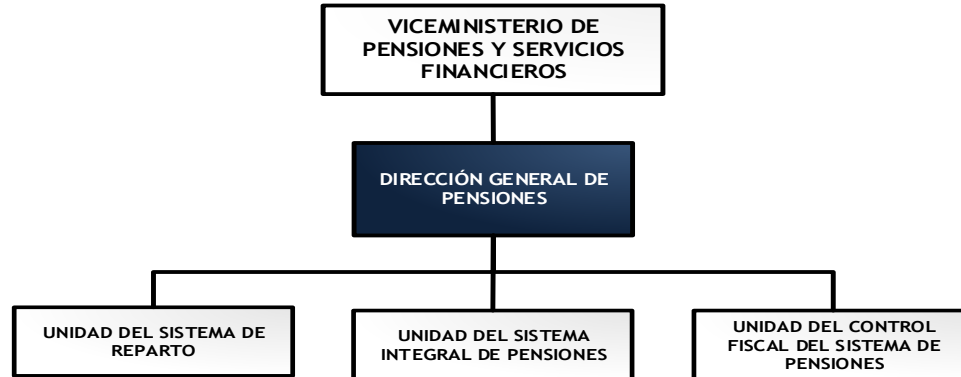 VICEMINISTERIO DE
PENSIONES Y SERVICIOS
FINANCIEROS
DIRECCIÓN GENERAL DE
PENSIONES
UNIDAD DEL SISTEMA DE
REPARTO
UNIDAD DEL SISTEMA
INTEGRAL DE PENSIONES
UNIDAD DEL CONTROL
FISCAL DEL SISTEMA DE
PENSIONES